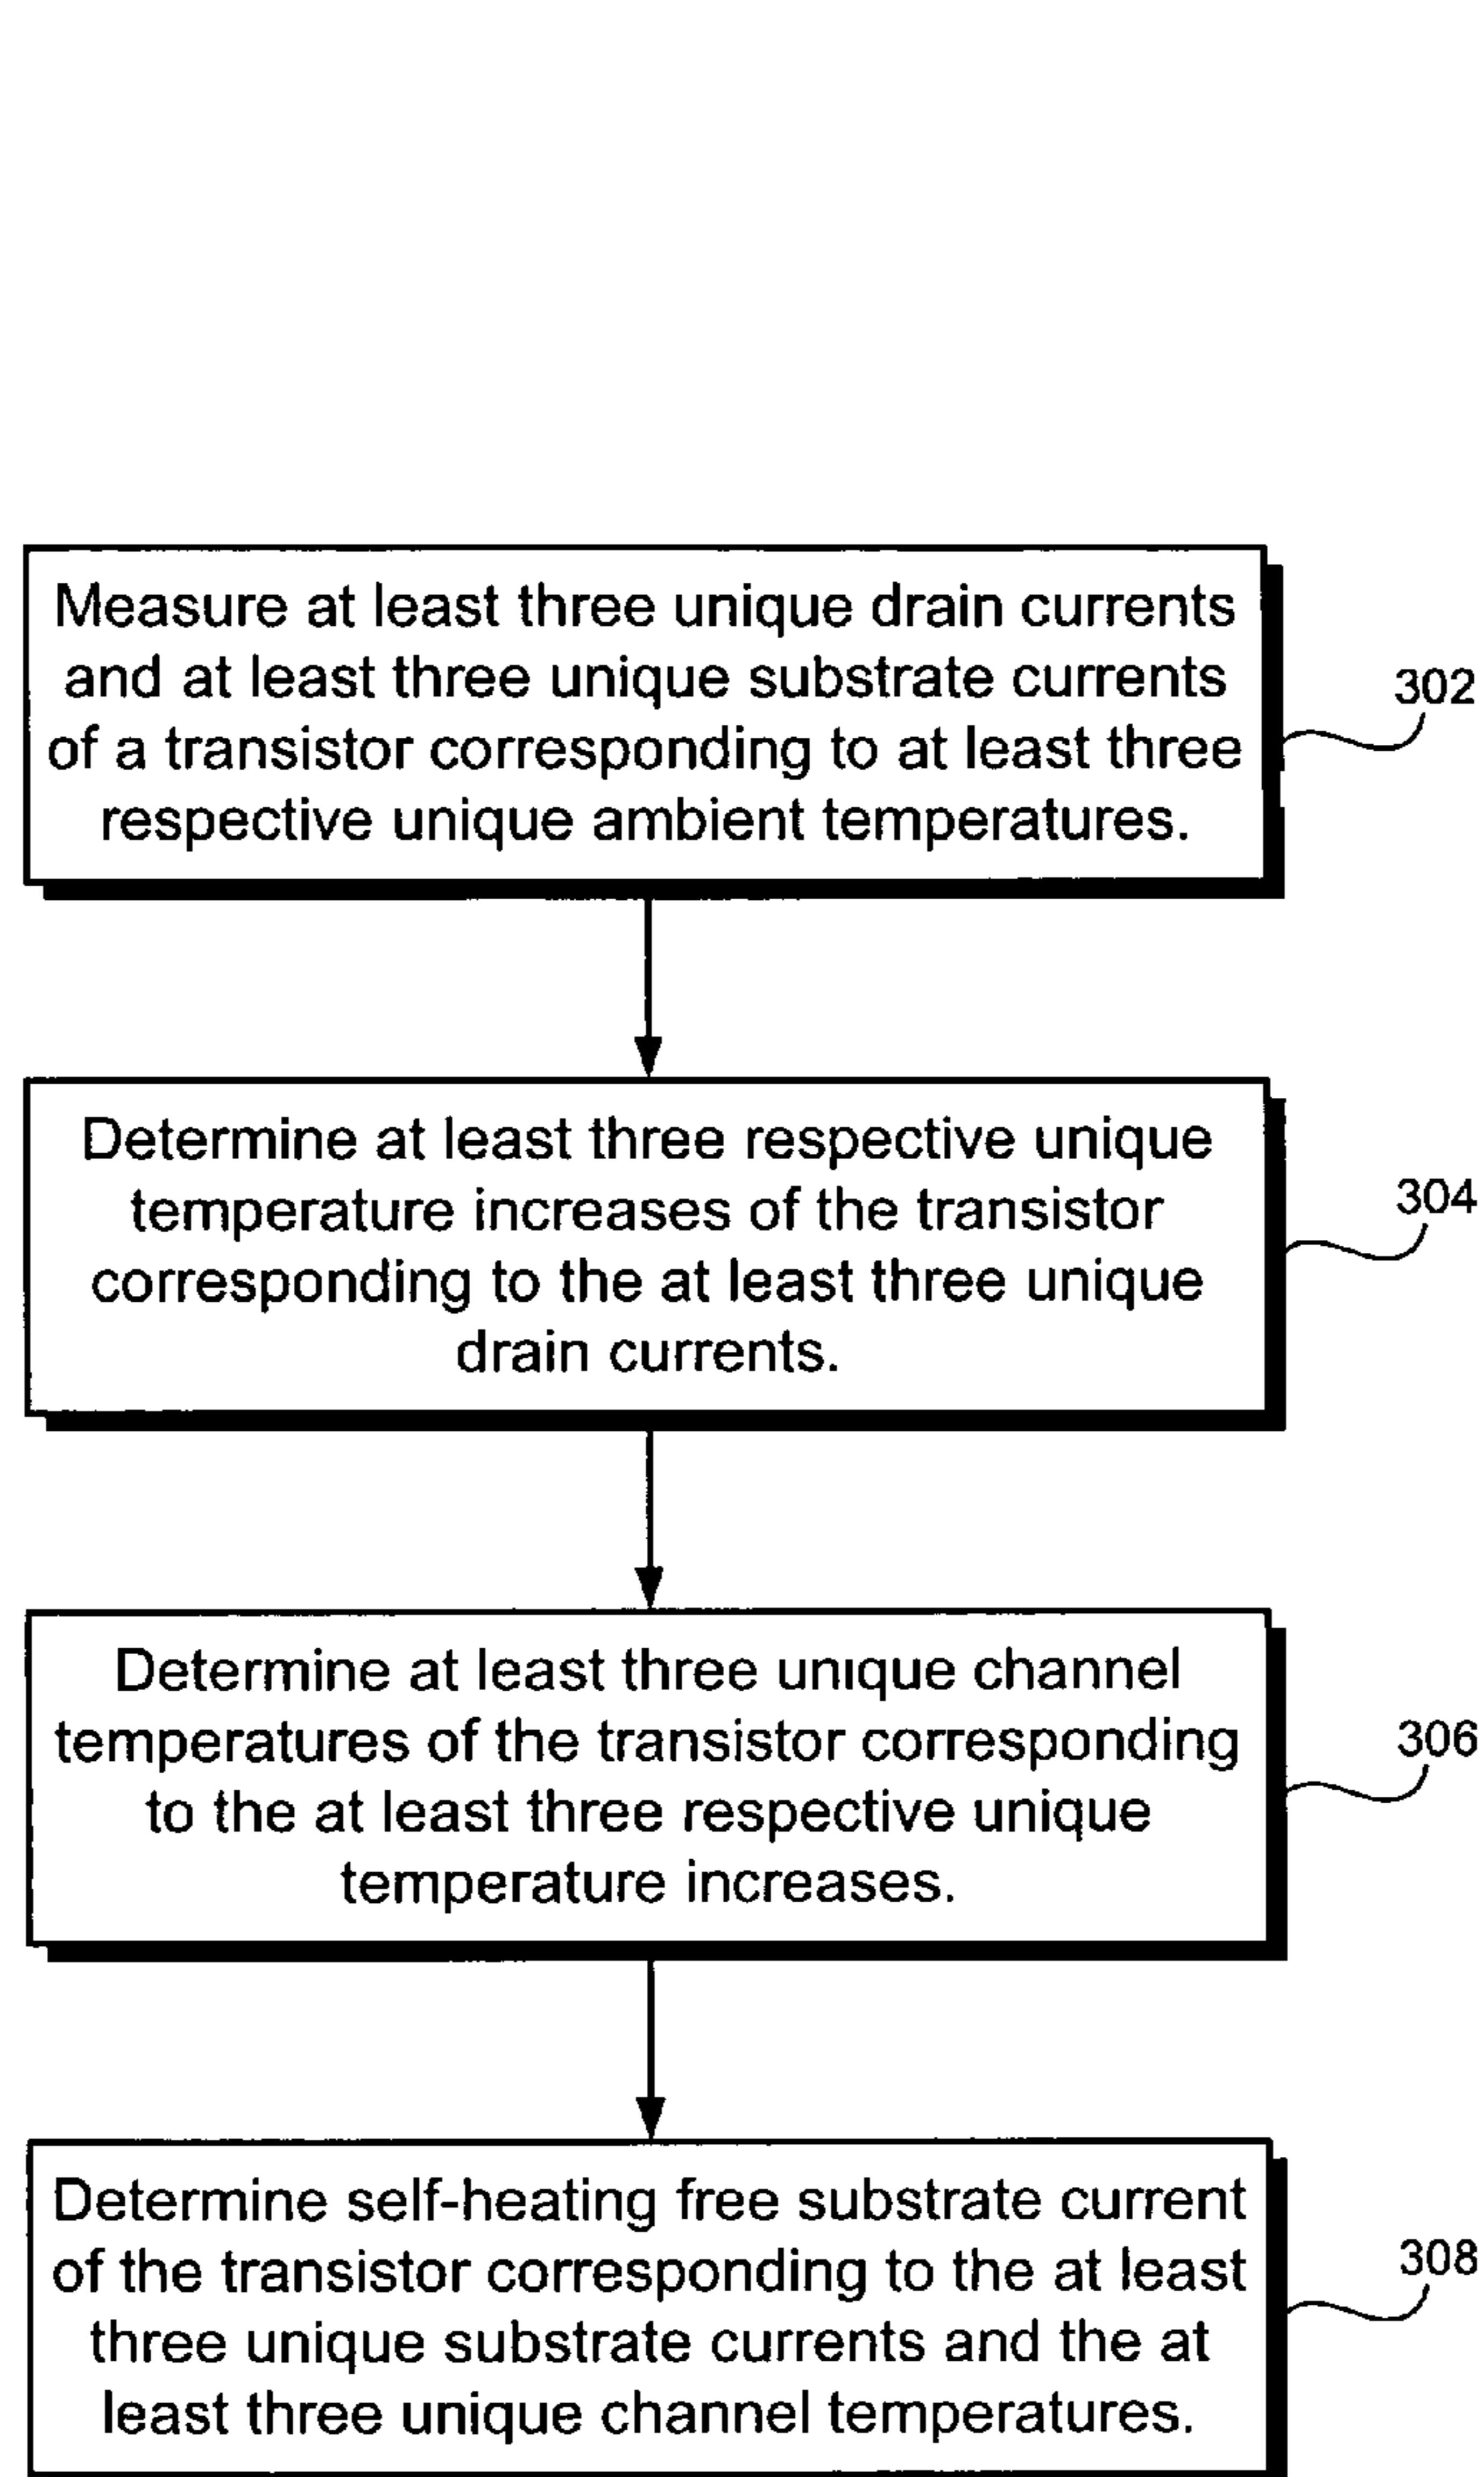 Measure at least three unique drain currents
and at least three unique substrate currents
of a transistor corresponding to at least three
respective unique ambient temperatures.
302
Determine at least three respective unique
temperature increases of the transistor
corresponding to the at least three unique
drain currents.
304
Determine at least three unique channel
temperatures of the transistor corresponding
to the at least three respective unique
temperature increases.
306
Determine self-heating free substrate current
of the transistor corresponding to the at least
three unique substrate currents and the at
least three unique channel temperatures.
308